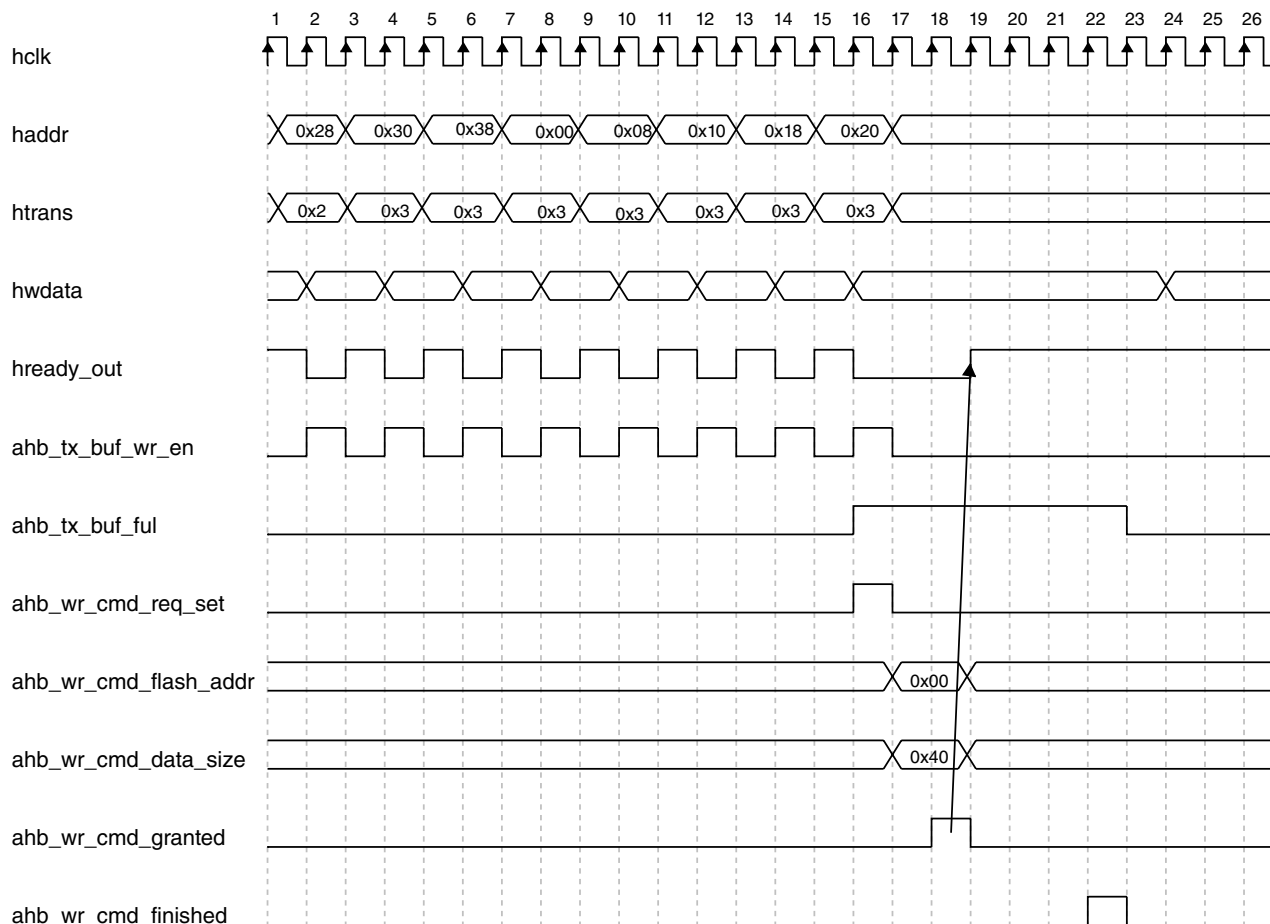 1 2 3 4 5 6 7 8 9 10 11 12 13 14 15 16 17 18 19 20 21 22 23 24 25 26
hclk
haddr 0x28 0x30 0x38 0x00 0x08 0x10 0x18 0x20
htrans 0x2 0x3 0x3 0x3 0x3 0x3 0x3 0x3
hwdata
hready_out
ahb_tx_buf_wr_en
ahb_tx_buf_ful
ahb_wr_cmd_req_set
ahb_wr_cmd_flash_addr 0x00
ahb_wr_cmd_data_size 0x40
ahb_wr_cmd_granted
ahb_wr_cmd_finished